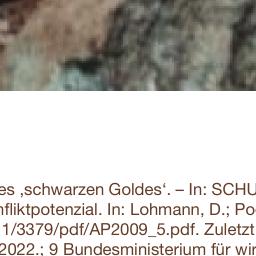 es ‚schwarzen Goldes‘. – In: SCHU
nfliktpotenzial. In: Lohmann, D.; Po
1/3379/pdf/AP2009_5.pdf. Zuletzt
2022.; 9 Bundesministerium für wir